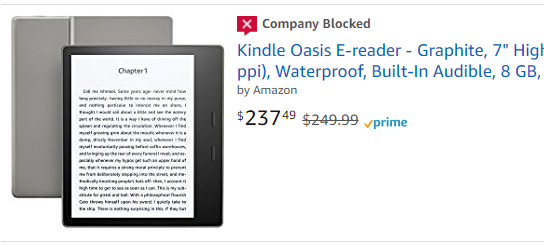 Company Blocked
Kindle Oasis E-reader - Graphite, 7" High
ppi), Waterproof, Built-In Audible, 8 GB,
by Amazon
$237.49 $249.99 prime
Chapter 1
Call me Ishmael. Some years ago–never mind how
long precisely–having little or no money in my purse,
and nothing particular to interest me on shore, I
thought I would sail about a little and see the watery
part of the world. It is a way I have of driving off the
spleen and regulating the circulation. Whenever I find
myself growing grim about the mouth; whenever it is a
damp, drizzly November in my soul; whenever I find
myself involuntarily pausing before coffin warehouses,
and bringing up the rear of every funeral I meet; and es-
pecially whenever my hypos get such an upper hand of
me, that it requires a strong moral principle to prevent
me from deliberately stepping into the street, and me-
thodically knocking people's hats off–then, I account it
high time to get to sea as soon as I can. This is my sub-
stitute for pistol and ball. With a philosophical flourish
Cato throws himself upon his sword; I quietly take to
the ship. There is nothing surprising in this. If they but